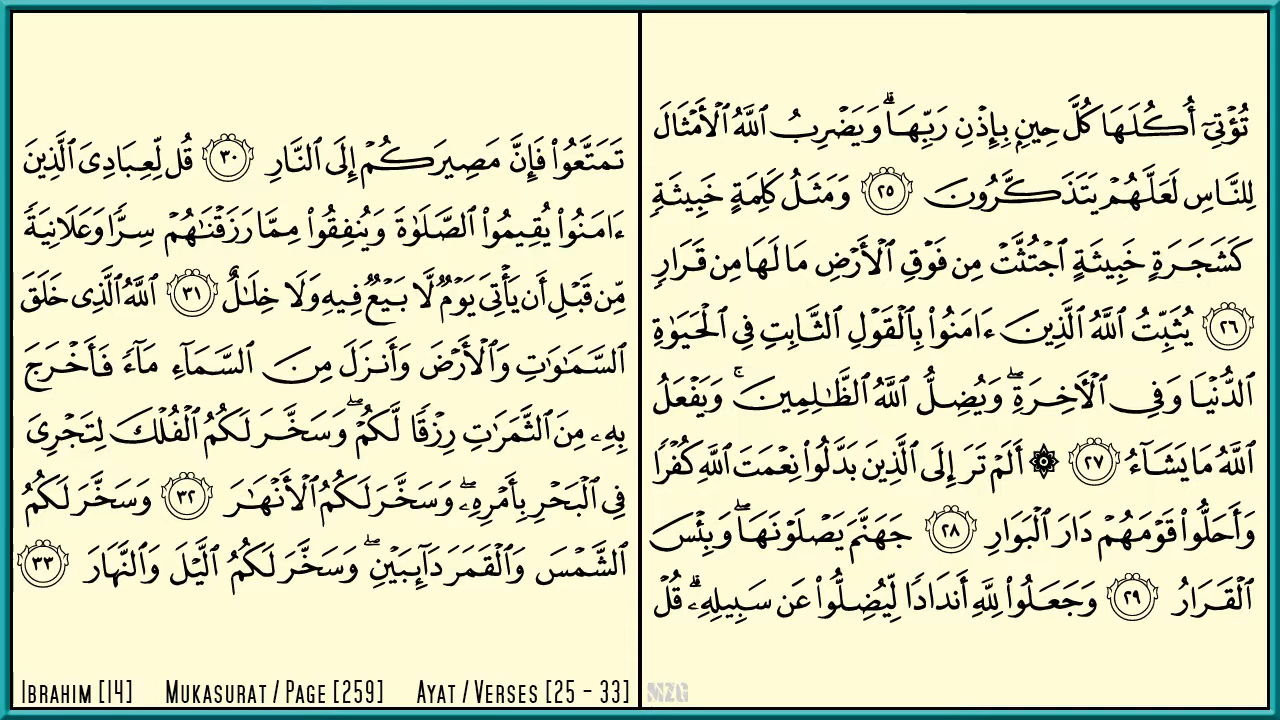 تُؤْتِىٓ أُكُلَهَا كُلَّ حِينٍۭ بِإِذْنِ رَبِّهَا ۗ وَيَضْرِبُ ٱللَّهُ ٱلْأَمْثَالَ
لِلنَّاسِ لَعَلَّهُمْ يَتَذَكَّرُونَ ٢٥ وَمَثَلُ كَلِمَةٍ خَبِيثَةٍۢ
كَشَجَرَةٍ خَبِيثَةٍ ٱجْتُثَّتْ مِن فَوْقِ ٱلْأَرْضِ مَا لَهَا مِن قَرَارٍۢ
٢٦ يُثَبِّتُ ٱللَّهُ ٱلَّذِينَ ءَامَنُوا۟ بِٱلْقَوْلِ ٱلثَّابِتِ فِى ٱلْحَيَوٰةِ
ٱلدُّنْيَا وَفِى ٱلْـَٔاخِرَةِ ۖ وَيُضِلُّ ٱللَّهُ ٱلظَّـٰلِمِينَ ۚ وَيَفْعَلُ
ٱللَّهُ مَا يَشَآءُ ٢٧ ۞ أَلَمْ تَرَ إِلَى ٱلَّذِينَ بَدَّلُوا۟ نِعْمَتَ ٱللَّهِ كُفْرًۭا
وَأَحَلُّوا۟ قَوْمَهُمْ دَارَ ٱلْبَوَارِ ٢٨ جَهَنَّمَ يَصْلَوْنَهَا ۖ وَبِئْسَ
ٱلْقَرَارُ ٢٩ وَجَعَلُوا۟ لِلَّهِ أَندَادًۭا لِّيُضِلُّوا۟ عَن سَبِيلِهِۦ ۗ قُلْ
تَمَتَّعُوا۟ فَإِنَّ مَصِيرَكُمْ إِلَى ٱلنَّارِ ٣٠ قُل لِّعِبَادِىَ ٱلَّذِينَ
ءَامَنُوا۟ يُقِيمُوا۟ ٱلصَّلَوٰةَ وَيُنفِقُوا۟ مِمَّا رَزَقْنَـٰهُمْ سِرًّۭا وَعَلَانِيَةًۭ
مِّن قَبْلِ أَن يَأْتِىَ يَوْمٌۭ لَّا بَيْعٌۭ فِيهِ وَلَا خِلَـٰلٌ ٣١ ٱللَّهُ ٱلَّذِى خَلَقَ
ٱلسَّمَـٰوَٰتِ وَٱلْأَرْضَ وَأَنزَلَ مِنَ ٱلسَّمَآءِ مَآءًۭ فَأَخْرَجَ
بِهِۦ مِنَ ٱلثَّمَرَٰتِ رِزْقًۭا لَّكُمْ ۖ وَسَخَّرَ لَكُمُ ٱلْفُلْكَ لِتَجْرِىَ
فِى ٱلْبَحْرِ بِأَمْرِهِۦ ۖ وَسَخَّرَ لَكُمُ ٱلْأَنْهَـٰرَ ٣٢ وَسَخَّرَ لَكُمُ
ٱلشَّمْسَ وَٱلْقَمَرَ دَآئِبَيْنِ ۖ وَسَخَّرَ لَكُمُ ٱلَّيْلَ وَٱلنَّهَارَ ٣٣
Ibrahim [14] Mukasurat / Page [259] Ayat / Verses [25 - 33]
MZG